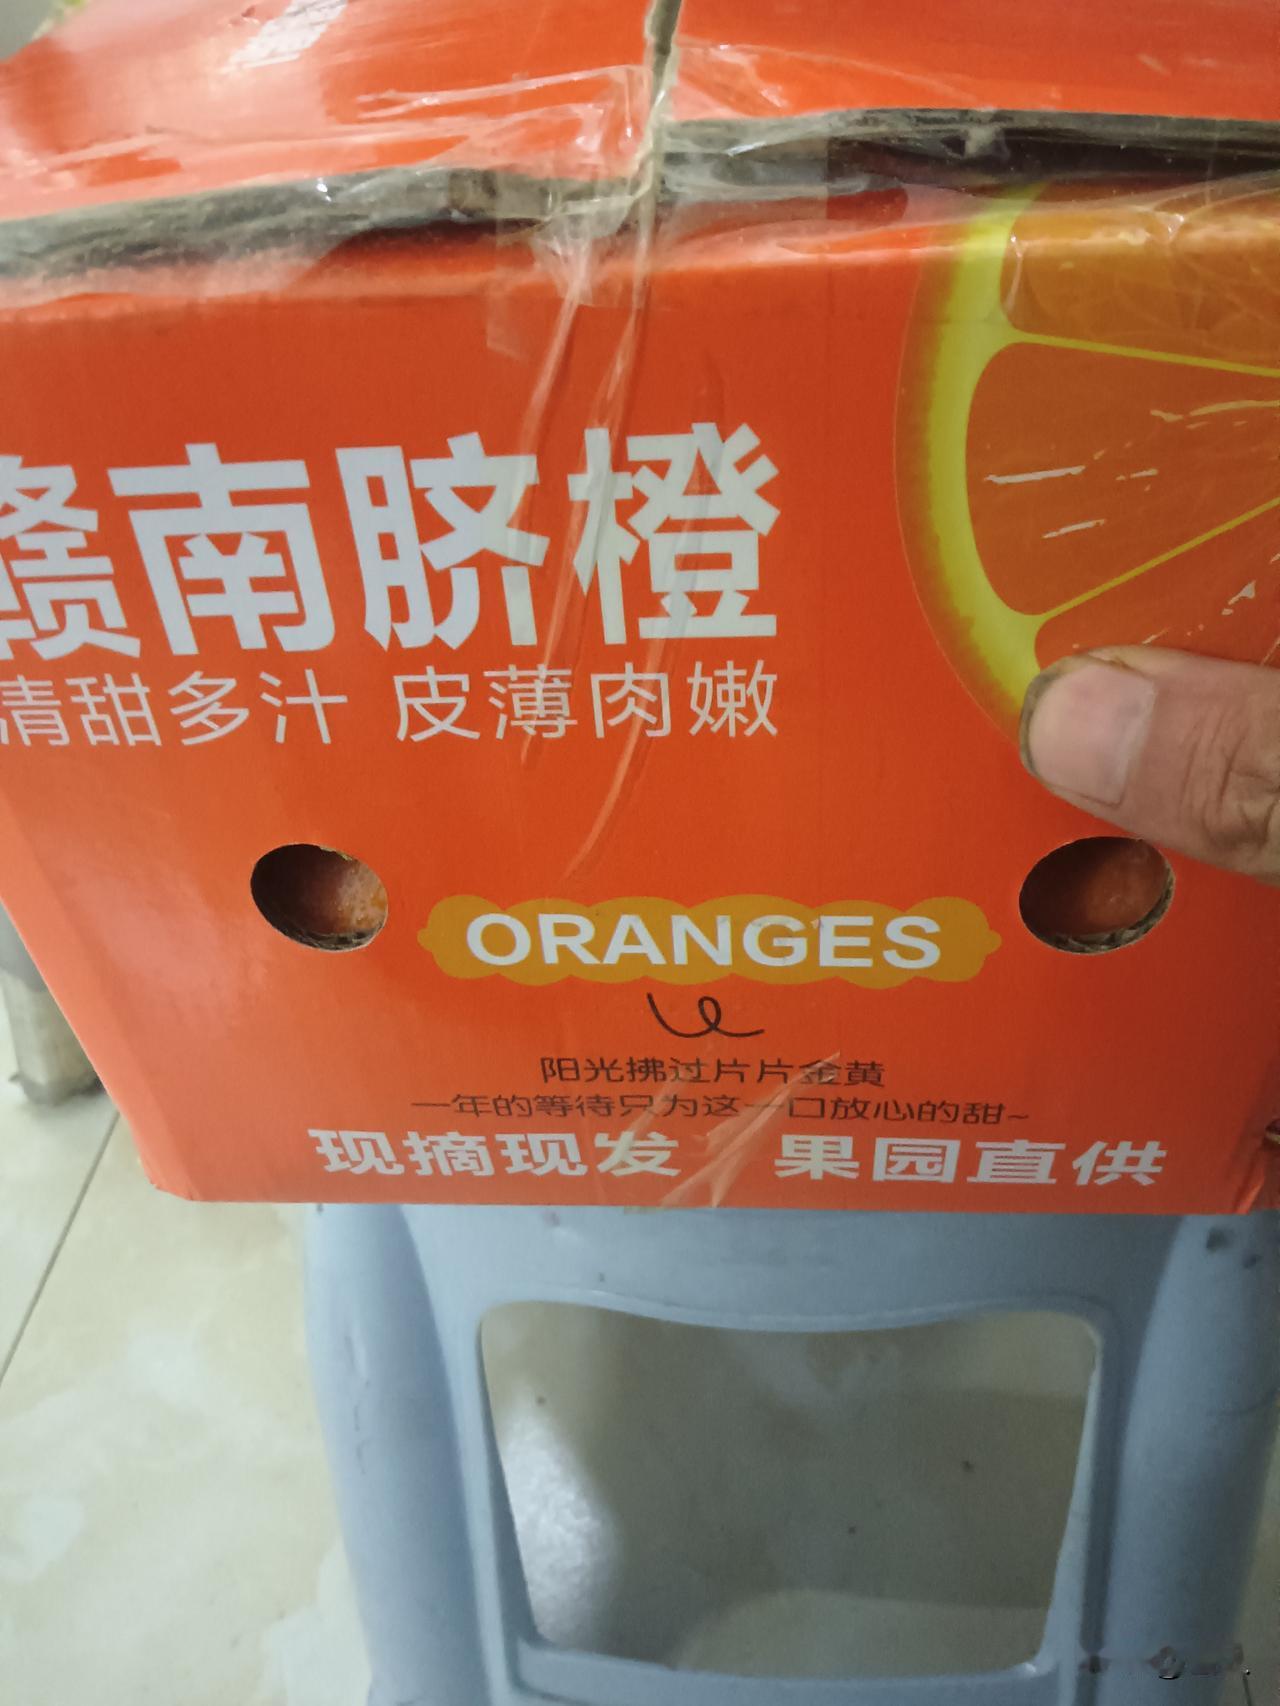 赣南脐橙
清甜多汁 皮薄肉嫩
ORANGES
阳光拂过片片金黄
一年的等待只为这一口放心的甜~
现摘现发 果园直供